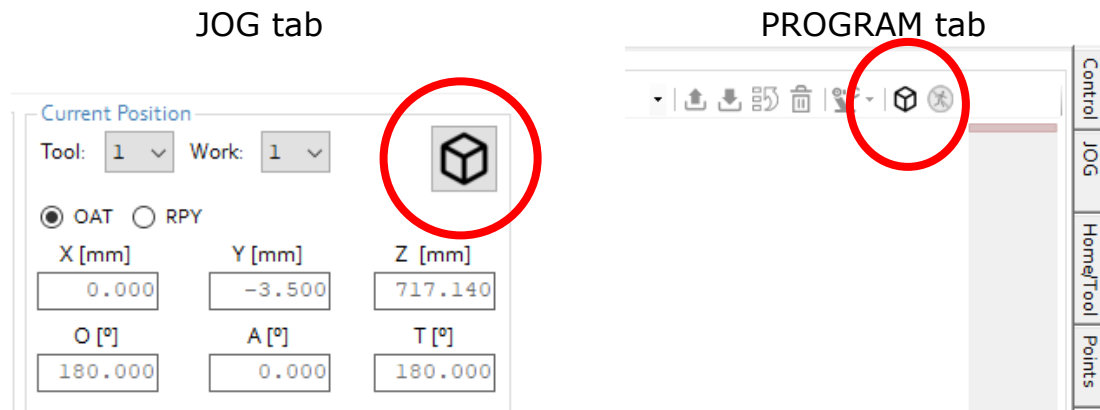 JOG tab
PROGRAM tab
Current Position
Tool: 1 Work: 1
OAT RPY
X [mm] Y [mm] Z [mm]
0.000 -3.500 717.140
O [º] A [º] T [º]
180.000 0.000 180.000
Control
JOG
Home/Tool
Points